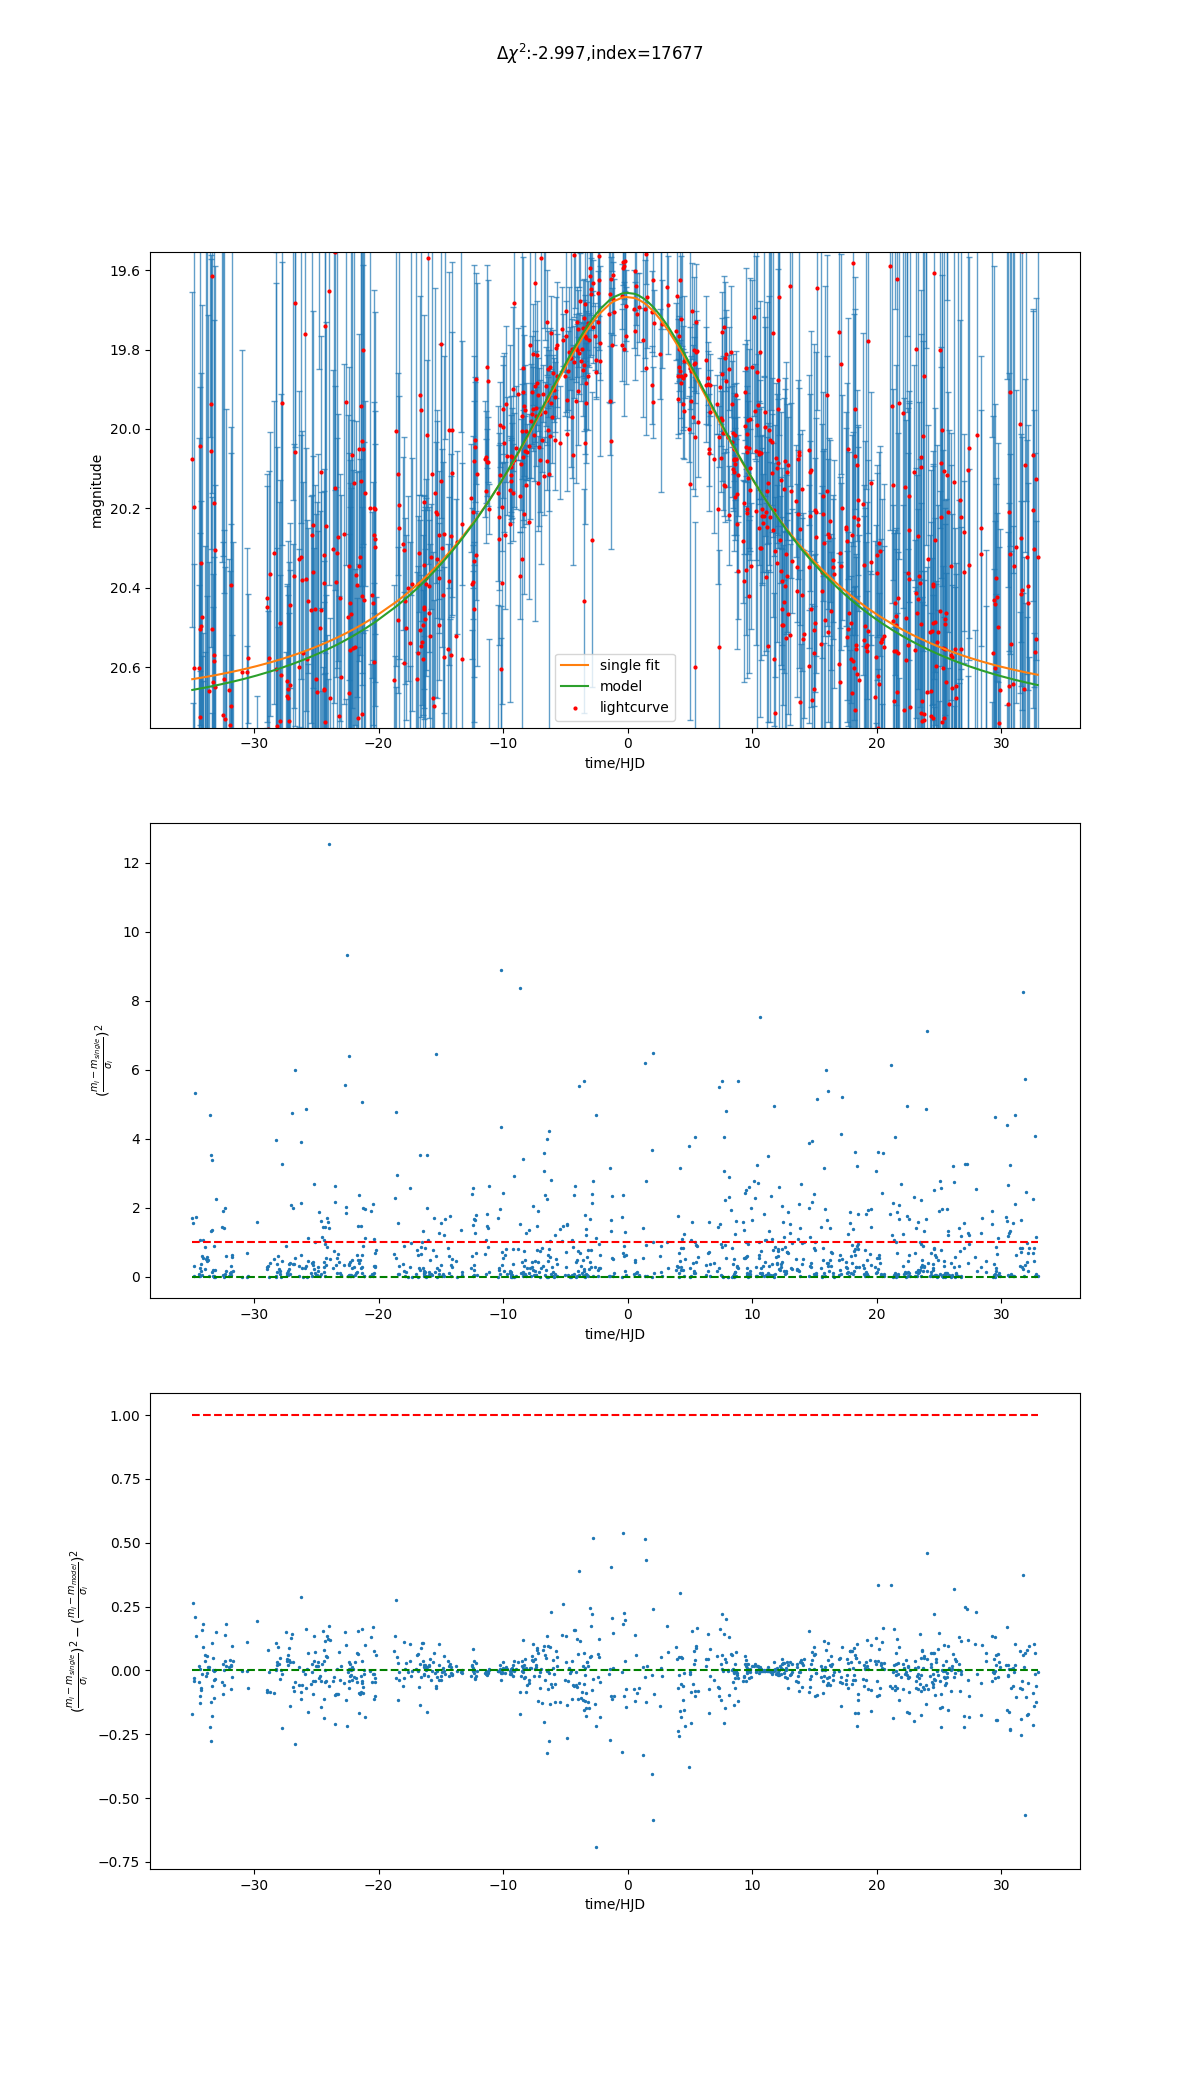 Δχ²:-2.997,index=17677
19.6
19.8
20.0
20.2
20.4
20.6
magnitude
single fit
model
lightcurve
−30 −20 −10 0 10 20 30
time/HJD
12
10
8
6
4
2
0
((m_i − m_single)/σ_i)²
−30 −20 −10 0 10 20 30
time/HJD
1.00
0.75
0.50
0.25
0.00
−0.25
−0.50
−0.75
((m_i − m_single)/σ_i)² − ((m_i − m_model)/σ_i)²
−30 −20 −10 0 10 20 30
time/HJD